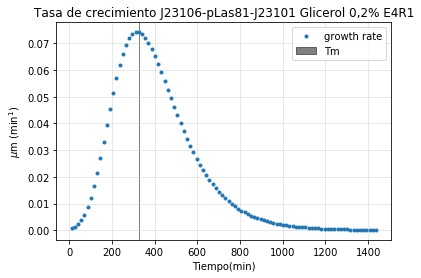 Tasa de crecimiento J23106-pLas81-J23101 Glicerol 0,2% E4R1
growth rate
Tm
μm (min¹)
0.07
0.06
0.05
0.04
0.03
0.02
0.01
0.00
0 200 400 600 800 1000 1200 1400
Tiempo(min)